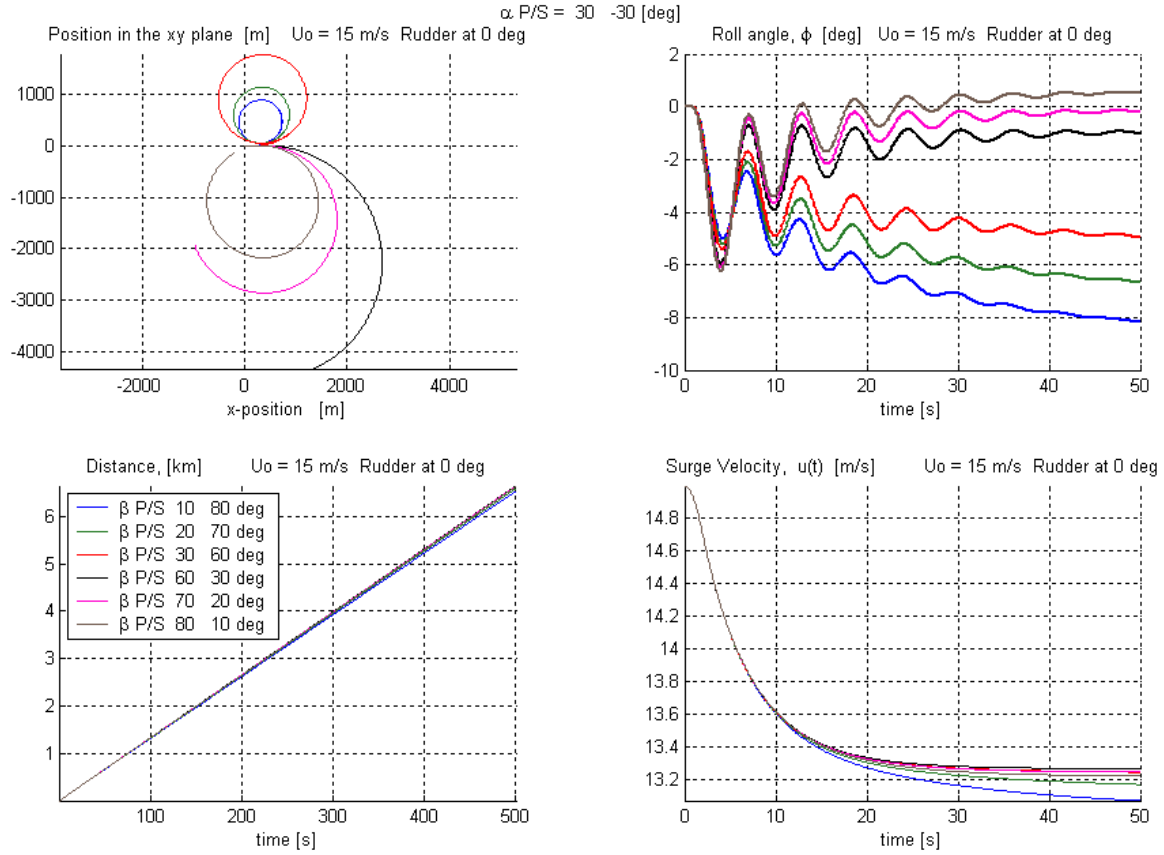 α P/S = 30 -30 [deg]
Position in the xy plane [m] Uo = 15 m/s Rudder at 0 deg
1000
0
-1000
-2000
-3000
-4000
-2000 0 2000 4000
x-position [m]
Roll angle, ϕ [deg] Uo = 15 m/s Rudder at 0 deg
2
0
-2
-4
-6
-8
-10
0 10 20 30 40 50
time [s]
Distance, [km] Uo = 15 m/s Rudder at 0 deg
6
5
4
3
2
1
β P/S 10 80 deg
β P/S 20 70 deg
β P/S 30 60 deg
β P/S 60 30 deg
β P/S 70 20 deg
β P/S 80 10 deg
100 200 300 400 500
time [s]
Surge Velocity, u(t) [m/s] Uo = 15 m/s Rudder at 0 deg
14.8
14.6
14.4
14.2
14
13.8
13.6
13.4
13.2
0 10 20 30 40 50
time [s]